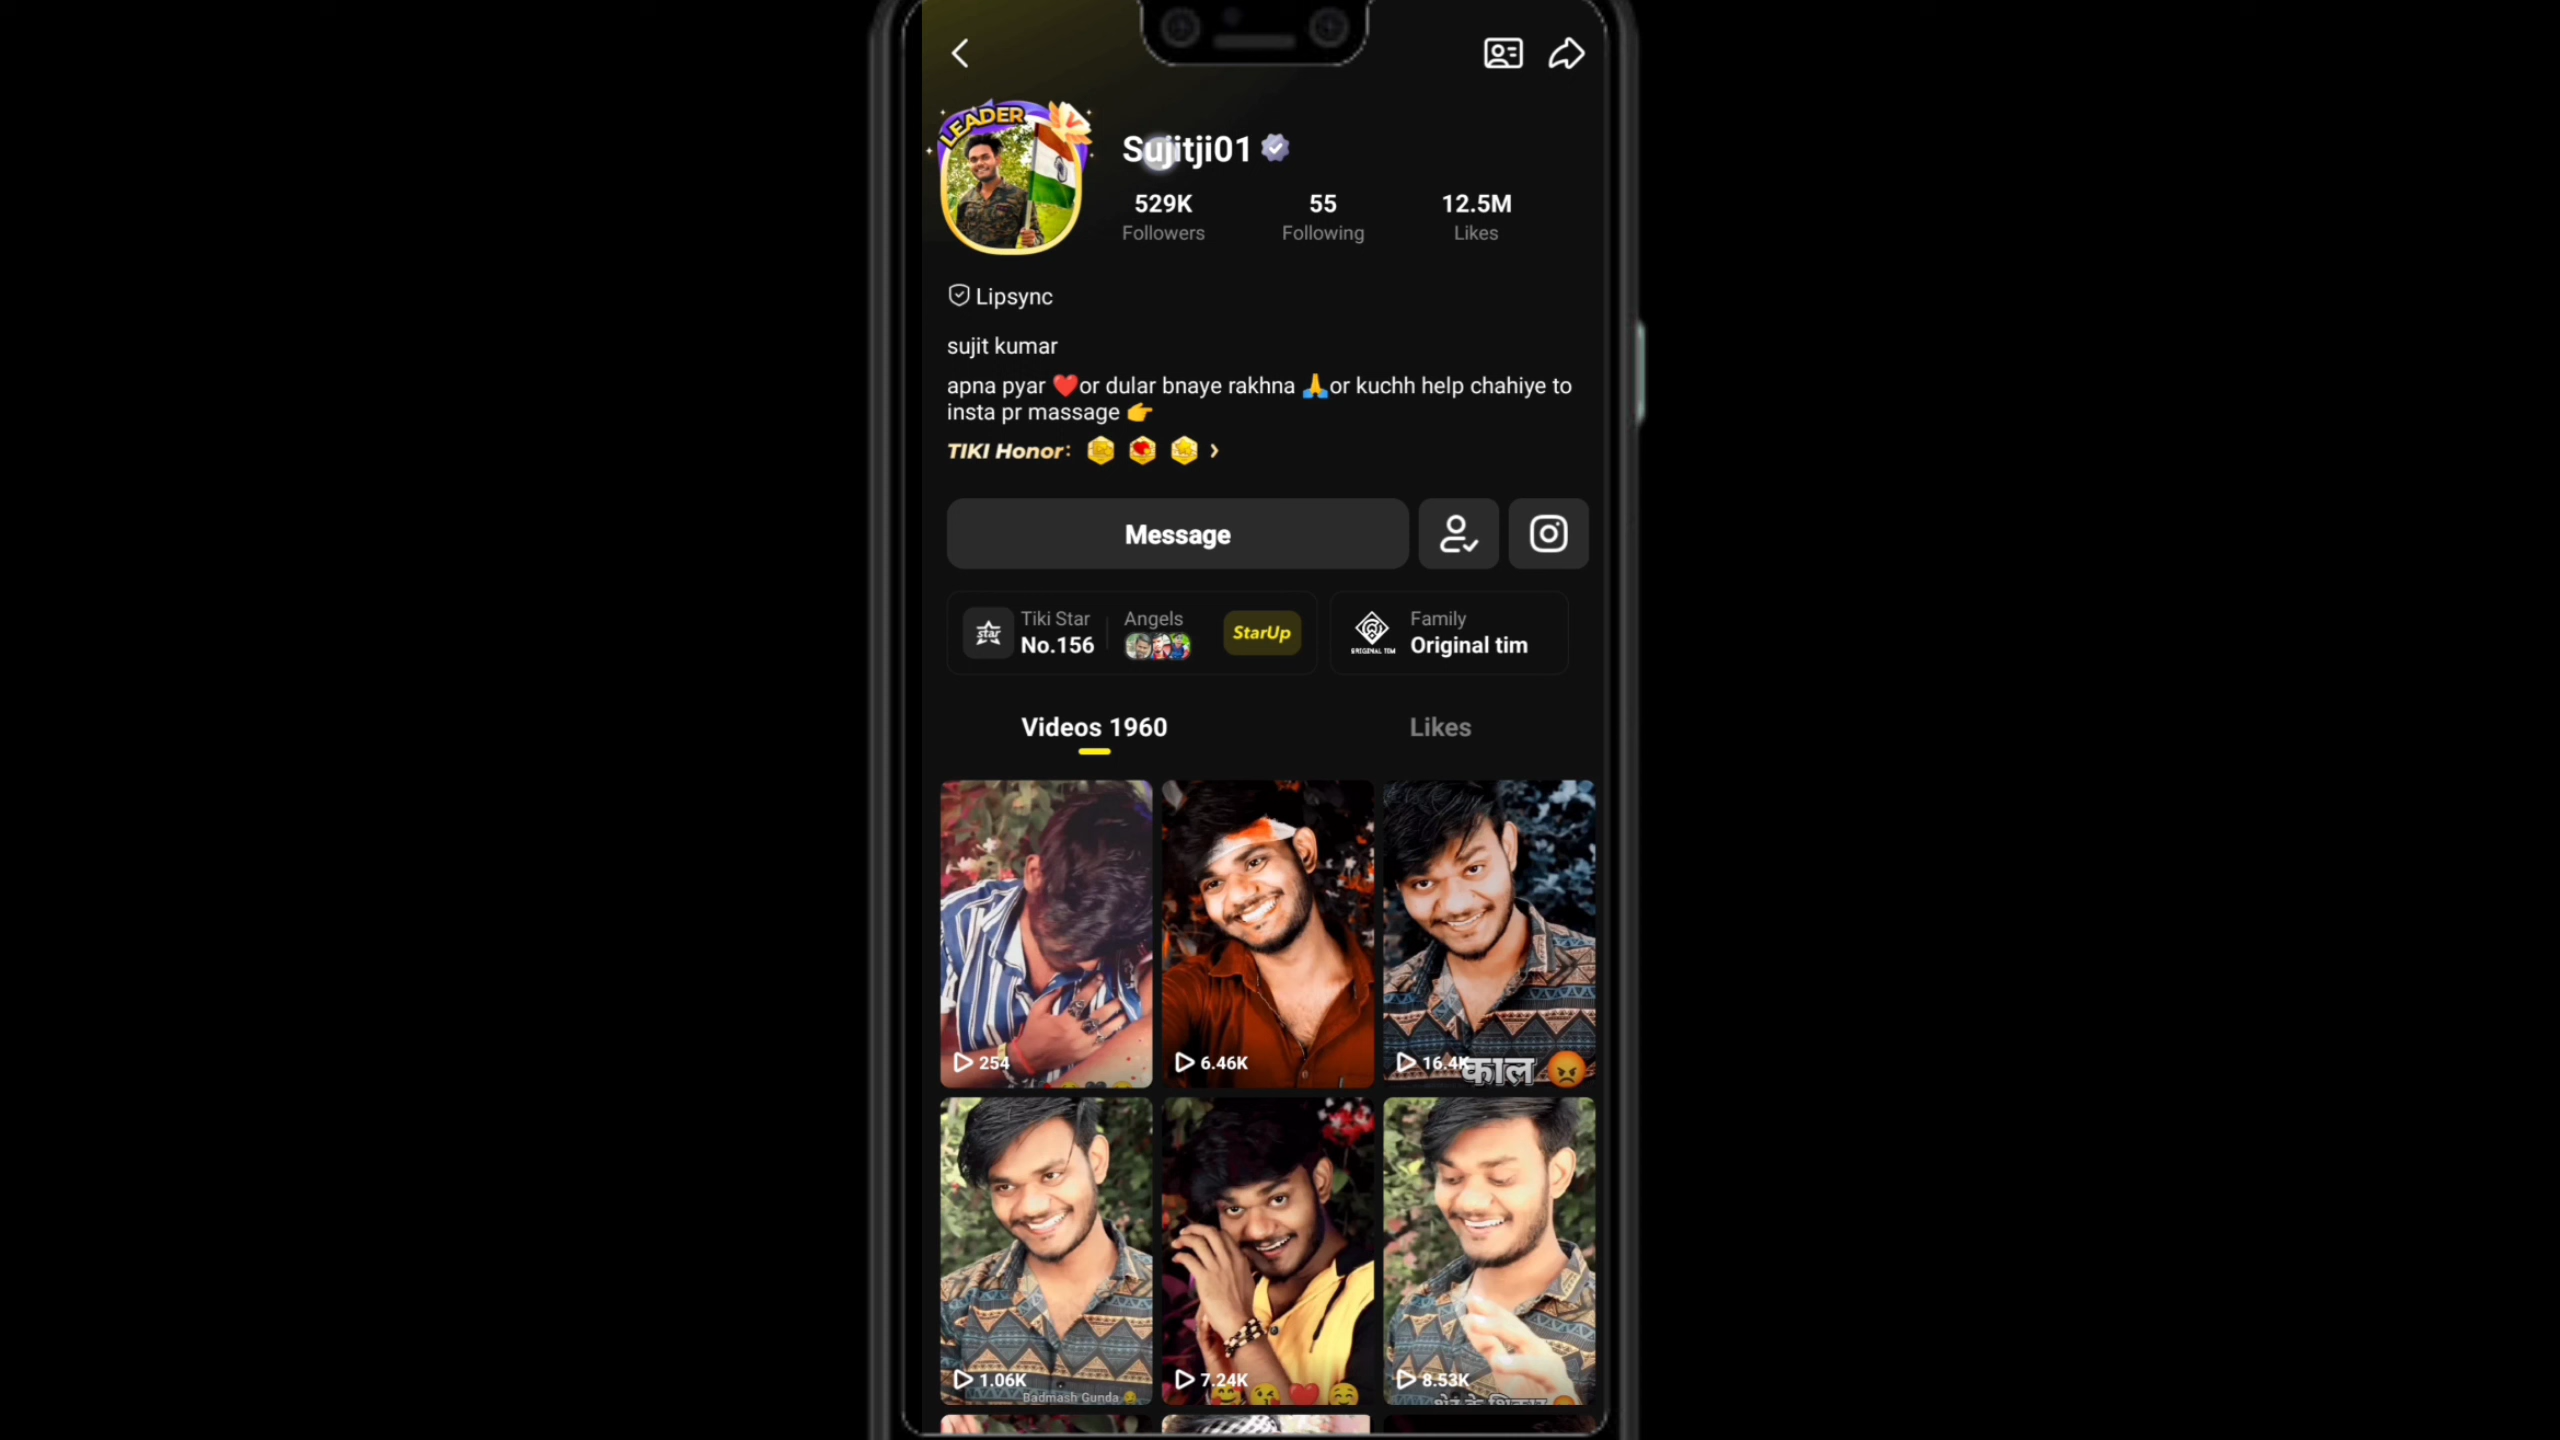 LEADER
Sujitji01
529K 55 12.5M
Followers Following Likes
Lipsync
sujit kumar
apna pyar ❤️or dular bnaye rakhna 🙏or kuchh help chahiye to
insta pr massage 👉
TIKI Honor:
Message
Tiki Star Angels StarUp Family
No.156 ORIGINAL TIM Original tim
Videos 1960 Likes
254 6.46K 16.4K काल 😡
1.06K 7.24K 8.53K
Badmash Gunda